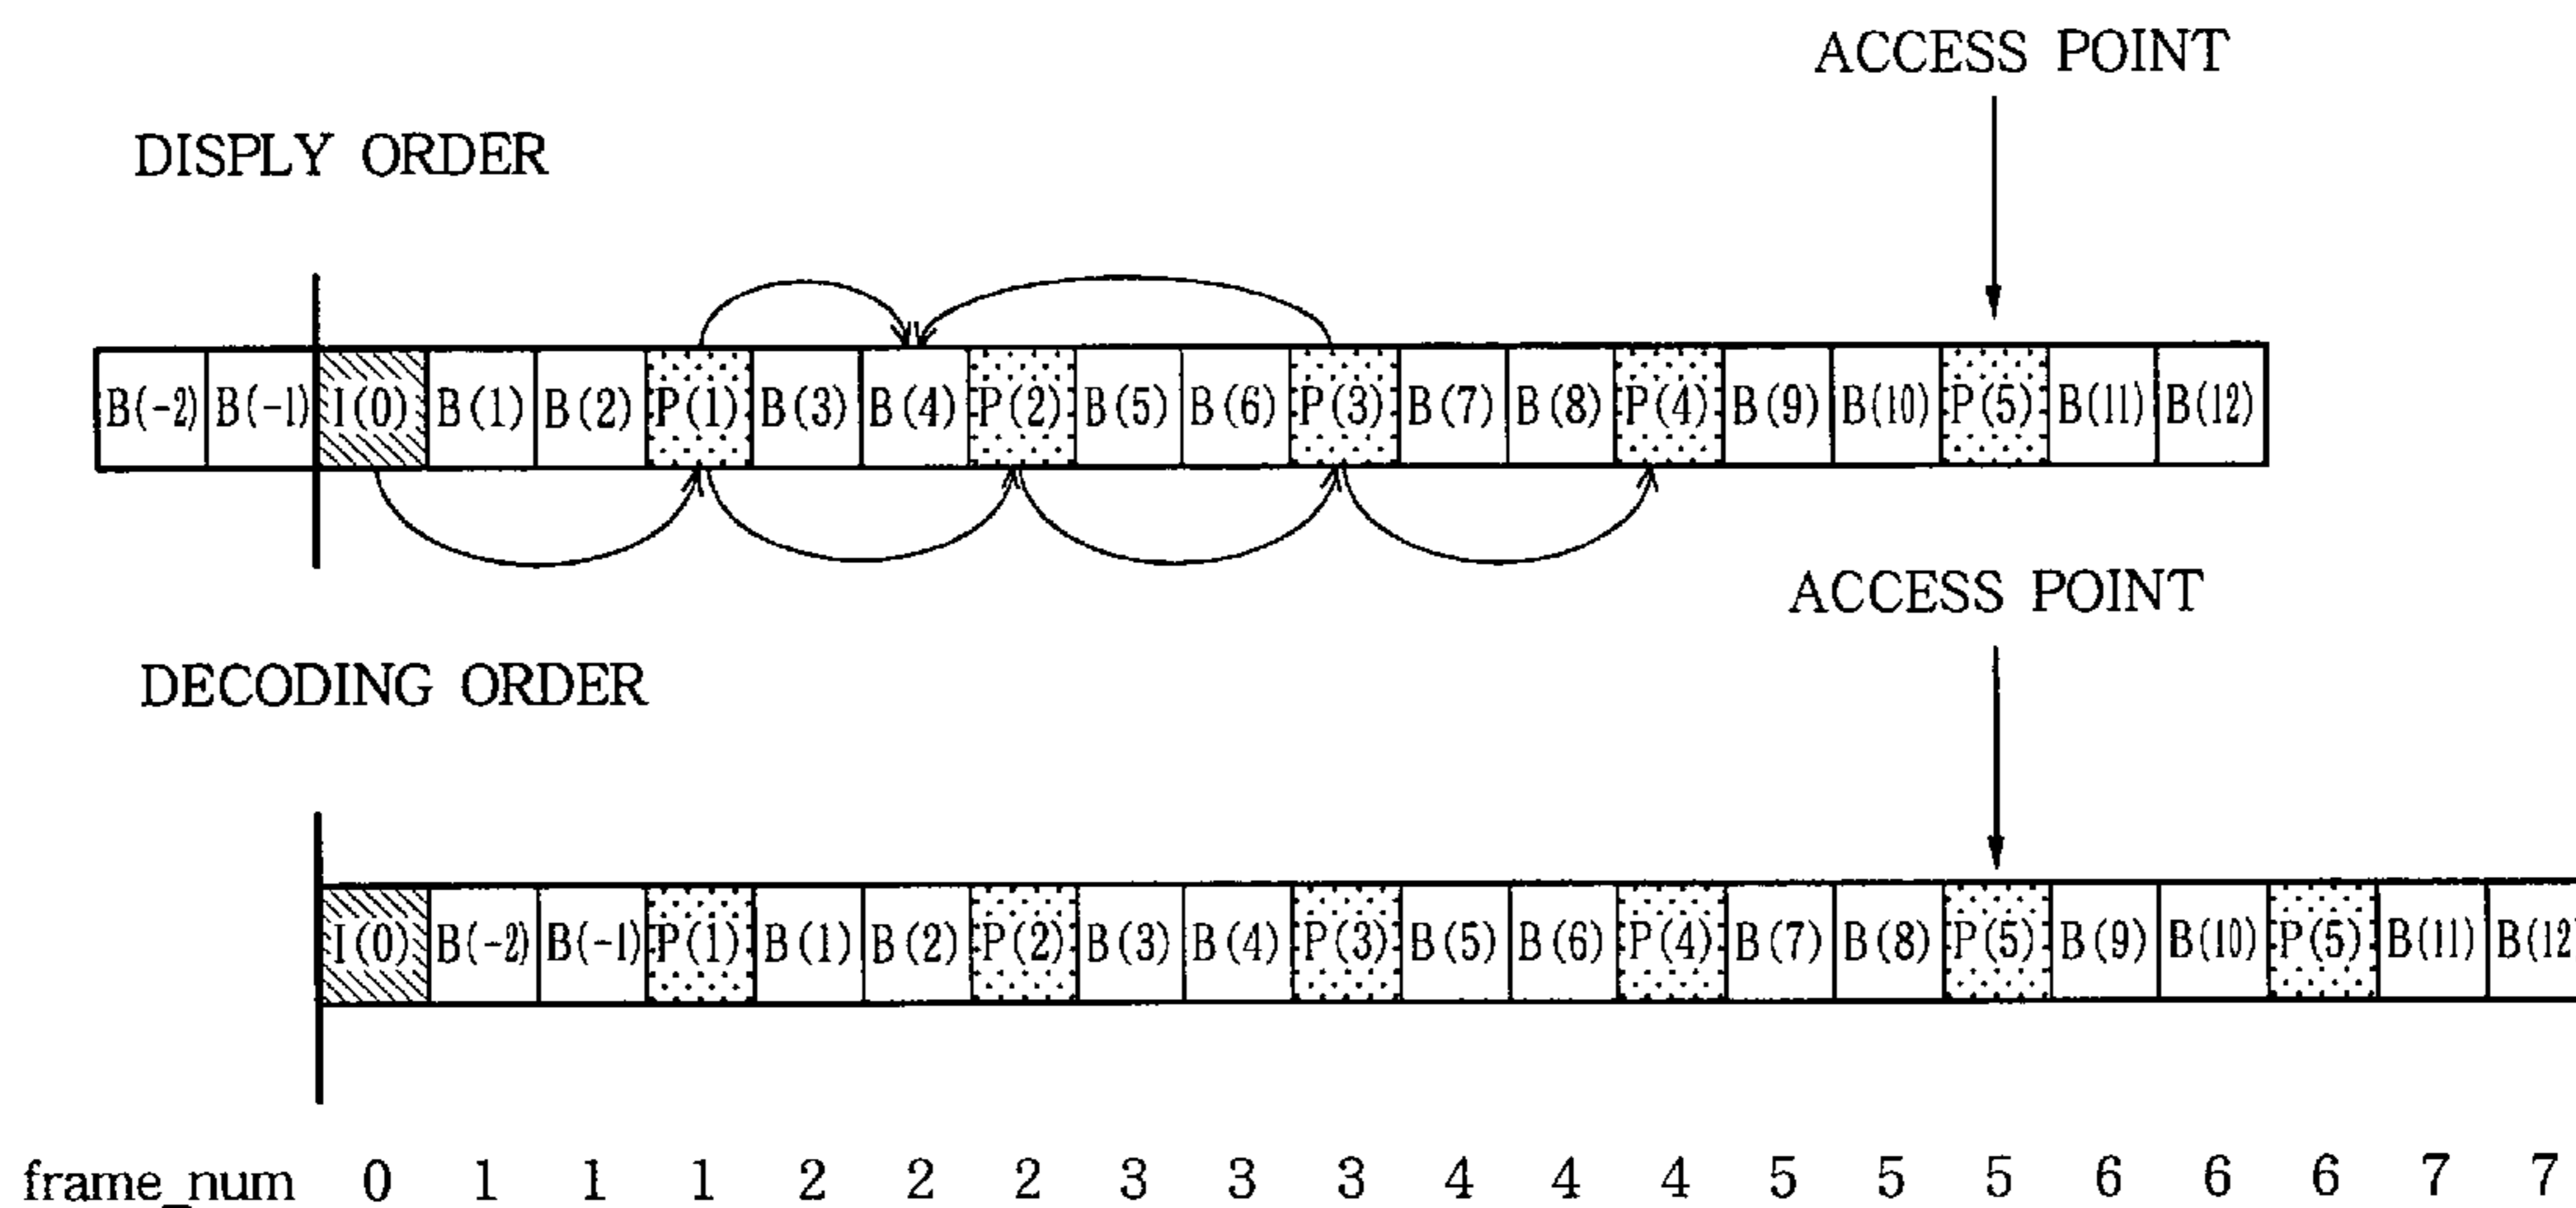 ACCESS POINT
DISPLY ORDER
B(-2) B(-1) I(0) B(1) B(2) P(1) B(3) B(4) P(2) B(5) B(6) P(3) B(7) B(8) P(4) B(9) B(10) P(5) B(11) B(12)
ACCESS POINT
DECODING ORDER
I(0) B(-2) B(-1) P(1) B(1) B(2) P(2) B(3) B(4) P(3) B(5) B(6) P(4) B(7) B(8) P(5) B(9) B(10) P(5) B(11) B(12
frame_num 0 1 1 1 2 2 2 3 3 3 4 4 4 5 5 5 6 6 6 7 7